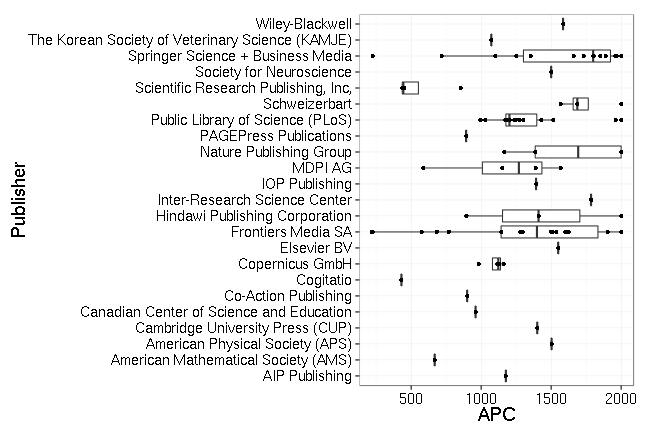 Wiley-Blackwell
The Korean Society of Veterinary Science (KAMJE)
Springer Science + Business Media
Society for Neuroscience
Scientific Research Publishing, Inc,
Schweizerbart
Public Library of Science (PLoS)
PAGEPress Publications
Nature Publishing Group
MDPI AG
IOP Publishing
Inter-Research Science Center
Hindawi Publishing Corporation
Frontiers Media SA
Elsevier BV
Copernicus GmbH
Cogitatio
Co-Action Publishing
Canadian Center of Science and Education
Cambridge University Press (CUP)
American Physical Society (APS)
American Mathematical Society (AMS)
AIP Publishing
Publisher
500 1000 1500 2000
APC